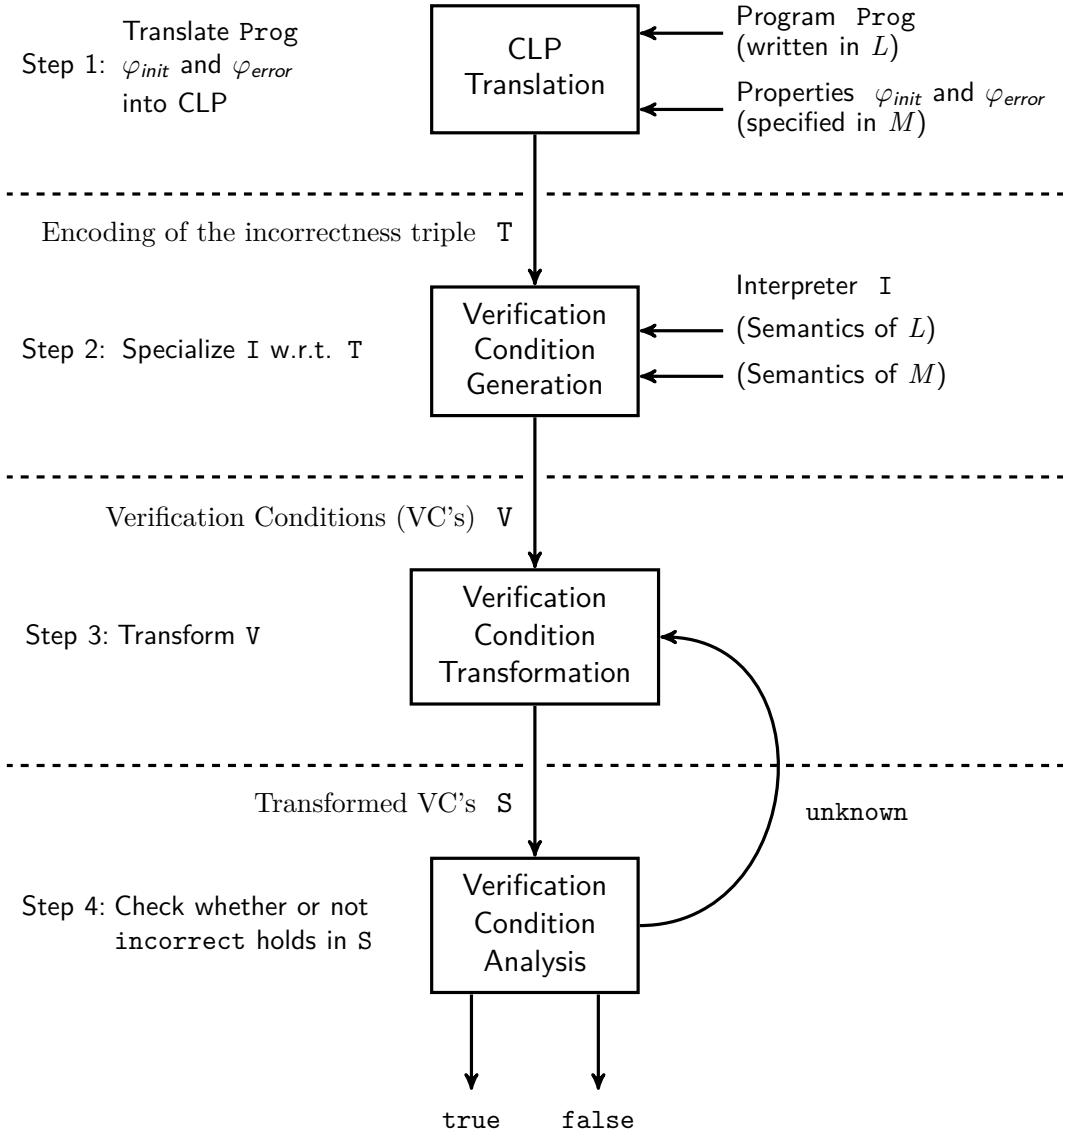 Step 1:
Translate Prog
φinit and φerror
into CLP
CLP
Translation
Program Prog
(written in L)
Properties φinit and φerror
(specified in M)
Encoding of the incorrectness triple T
Step 2: Specialize I w.r.t. T
Verification
Condition
Generation
Interpreter I
(Semantics of L)
(Semantics of M)
Verification Conditions (VC's) V
Step 3: Transform V
Verification
Condition
Transformation
Transformed VC's S
unknown
Step 4: Check whether or not
incorrect holds in S
Verification
Condition
Analysis
true
false